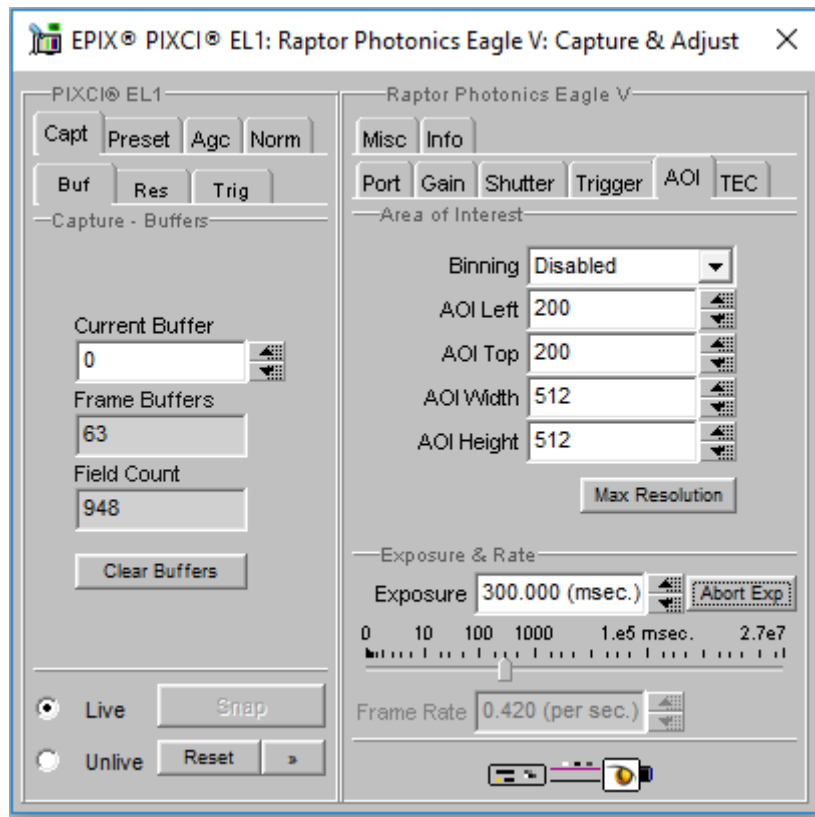 EPIX® PIXCI® EL1: Raptor Photonics Eagle V: Capture & Adjust
PIXCI® EL1
Capt Preset Agc Norm
Buf Res Trig
Capture - Buffers
Current Buffer
0
Frame Buffers
63
Field Count
948
Clear Buffers
Live Snap
Unlive Reset »
Raptor Photonics Eagle V
Misc Info
Port Gain Shutter Trigger AOI TEC
Area of Interest
Binning Disabled
AOI Left 200
AOI Top 200
AOI Width 512
AOI Height 512
Max Resolution
Exposure & Rate
Exposure 300.000 (msec.) Abort Exp
0 10 100 1000 1.e5 msec. 2.7e7
Frame Rate 0.420 (per sec.)